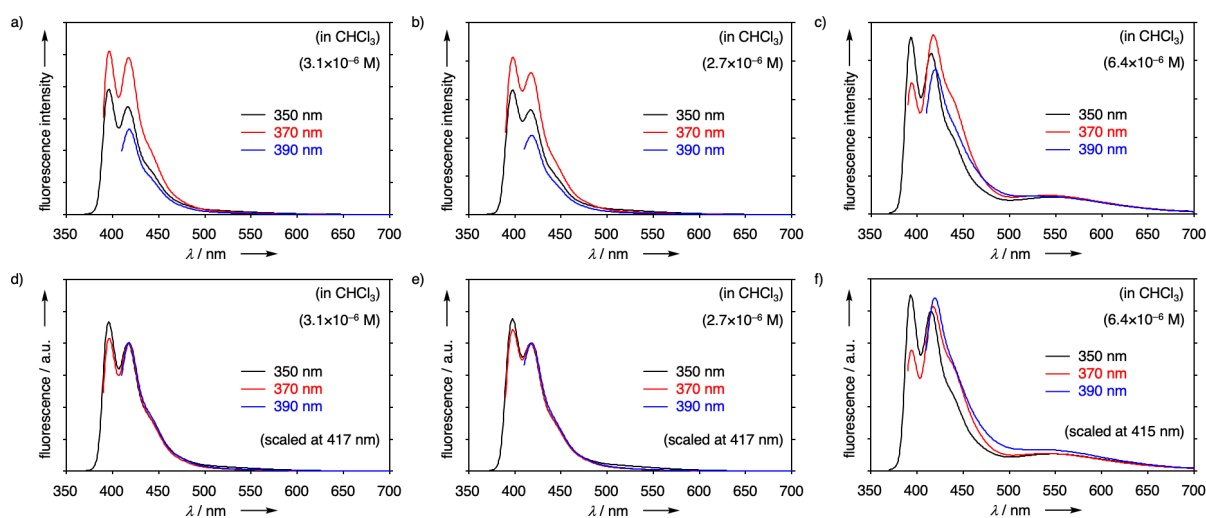 a)
fluorescence intensity
(in CHCl₃)
(3.1×10⁻⁶ M)
350 nm
370 nm
390 nm
350 400 450 500 550 600 650 700
λ / nm
b)
fluorescence intensity
(in CHCl₃)
(2.7×10⁻⁶ M)
350 nm
370 nm
390 nm
350 400 450 500 550 600 650 700
λ / nm
c)
fluorescence intensity
(in CHCl₃)
(6.4×10⁻⁶ M)
350 nm
370 nm
390 nm
350 400 450 500 550 600 650 700
λ / nm
d)
fluorescence / a.u.
(in CHCl₃)
(3.1×10⁻⁶ M)
350 nm
370 nm
390 nm
(scaled at 417 nm)
350 400 450 500 550 600 650 700
λ / nm
e)
fluorescence / a.u.
(in CHCl₃)
(2.7×10⁻⁶ M)
350 nm
370 nm
390 nm
(scaled at 417 nm)
350 400 450 500 550 600 650 700
λ / nm
f)
fluorescence / a.u.
(in CHCl₃)
(6.4×10⁻⁶ M)
350 nm
370 nm
390 nm
(scaled at 415 nm)
350 400 450 500 550 600 650 700
λ / nm